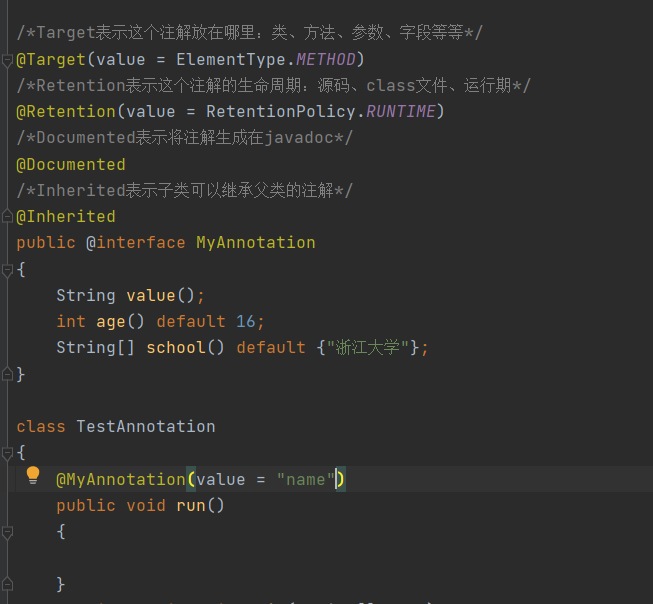 /*Target表示这个注解放在哪里：类、方法、参数、字段等等*/
@Target(value = ElementType.METHOD)
/*Retention表示这个注解的生命周期：源码、class文件、运行期*/
@Retention(value = RetentionPolicy.RUNTIME)
/*Documented表示将注解生成在javadoc*/
@Documented
/*Inherited表示子类可以继承父类的注解*/
@Inherited
public @interface MyAnnotation
{
    String value();
    int age() default 16;
    String[] school() default {"浙江大学"};
}
class TestAnnotation
{
    @MyAnnotation(value = "name")
    public void run()
    {
    }